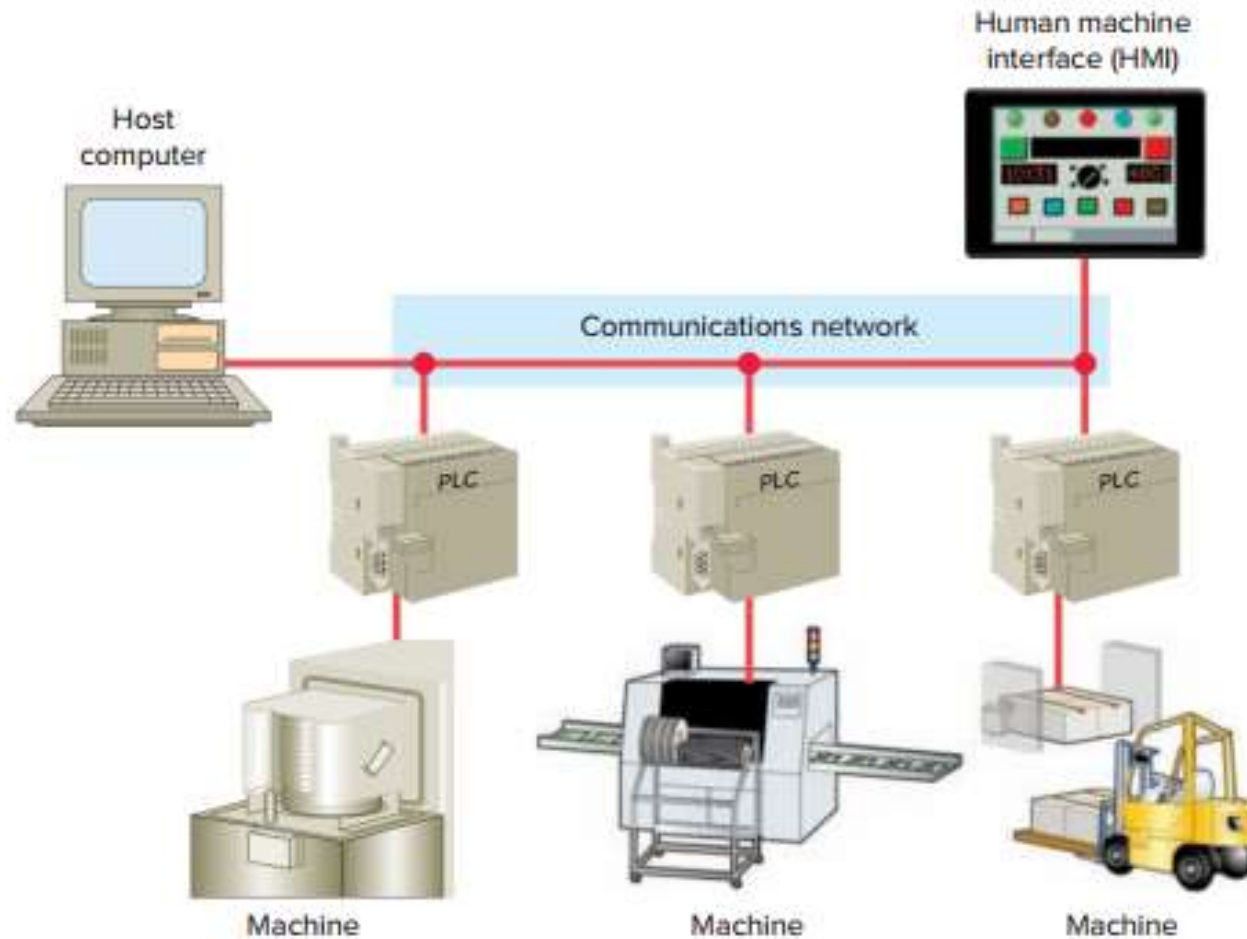 Human machine
interface (HMI)
Host
computer
Communications network
PLC
PLC
PLC
Machine
Machine
Machine